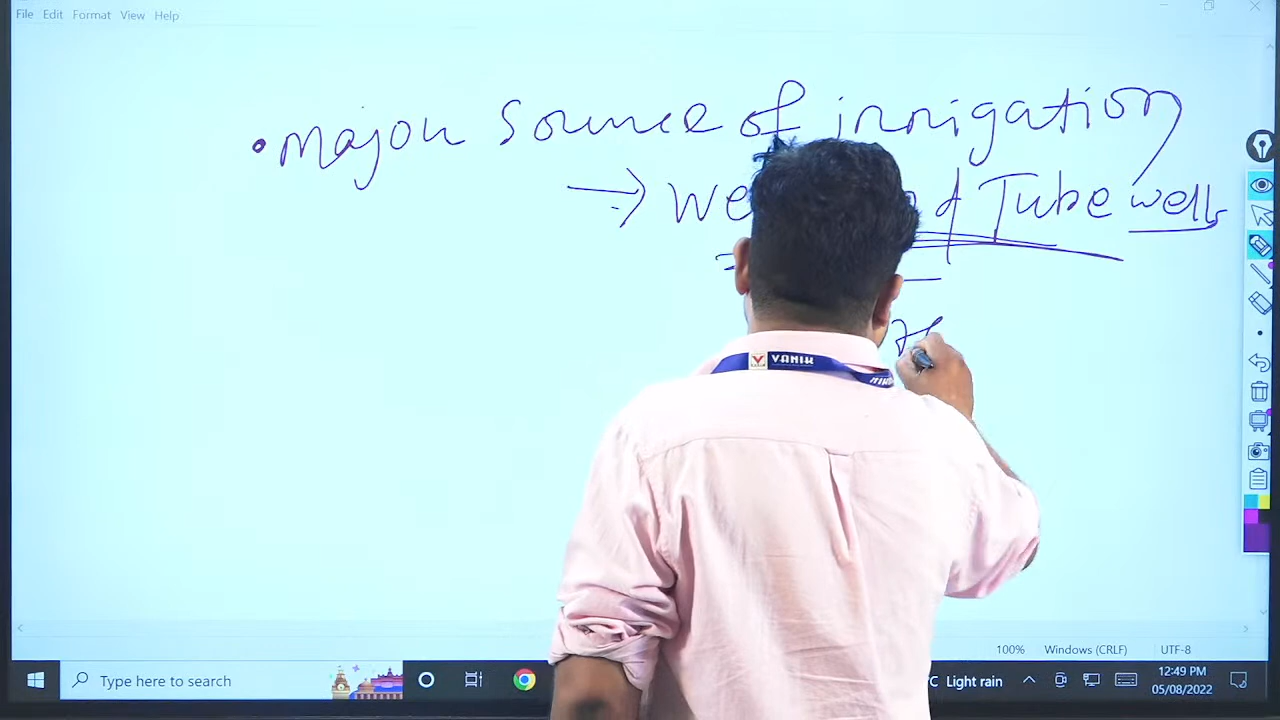 File Edit Format View Help
• Major Source of irrigation
→ We d Tube wells
VANIK
100% Windows (CRLF) UTF-8
Type here to search
C Light rain
12:49 PM
05/08/2022